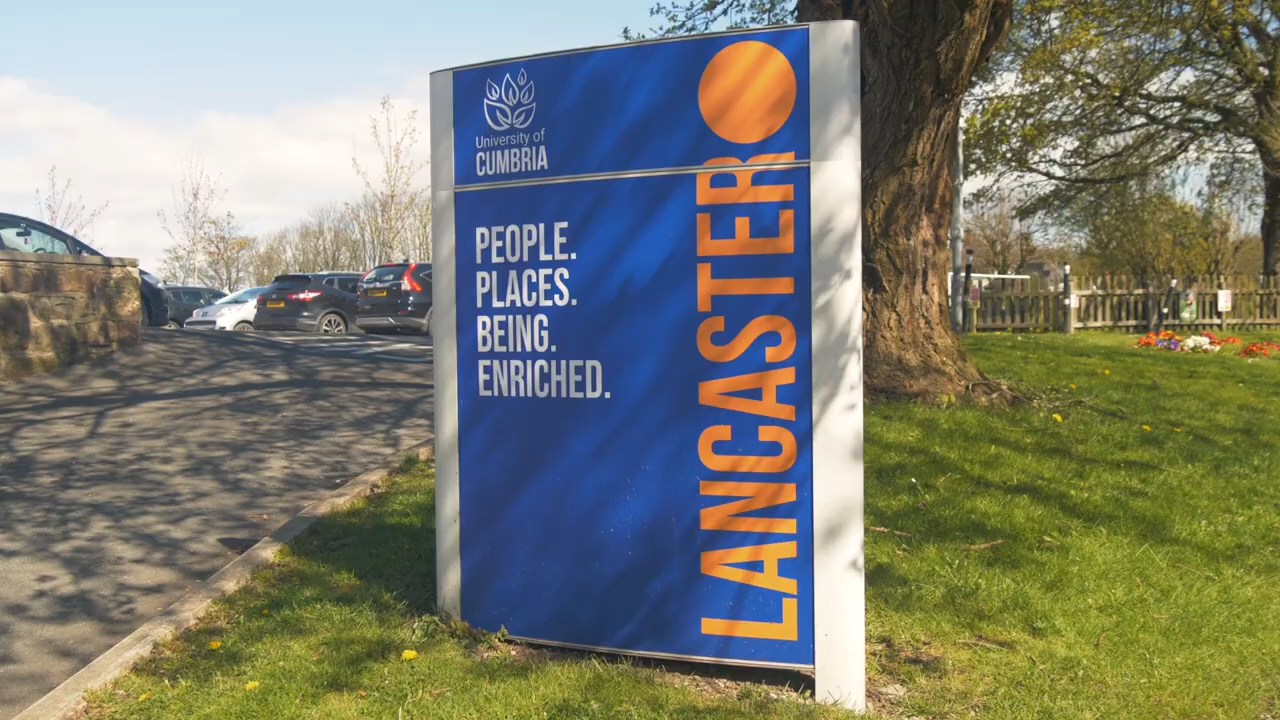 University of
CUMBRIA
PEOPLE.
PLACES.
BEING.
ENRICHED.
LANCASTER